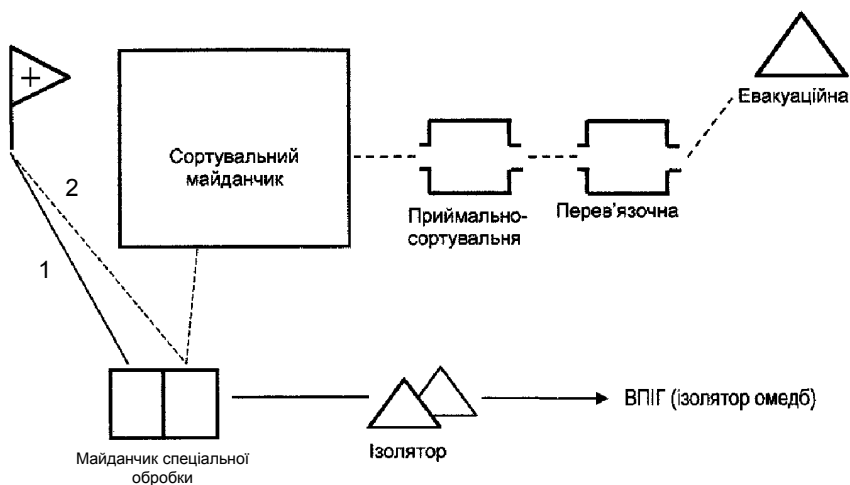 +
Евакуаційна
Сортувальний
майданчик
Приймально-
сортувальня
Перев'язочна
2
1
Майданчик спеціальної
обробки
Ізолятор
ВПІГ (ізолятор омедб)